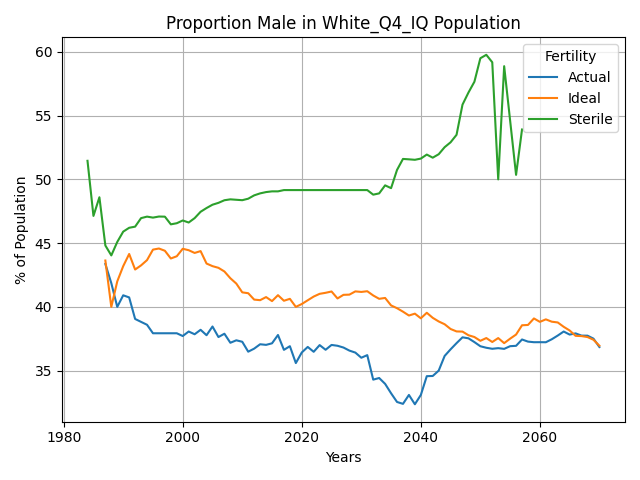 Proportion Male in White_Q4_IQ Population
Fertility
Actual
Ideal
Sterile
% of Population
60
55
50
45
40
35
1980
2000
2020
2040
2060
Years